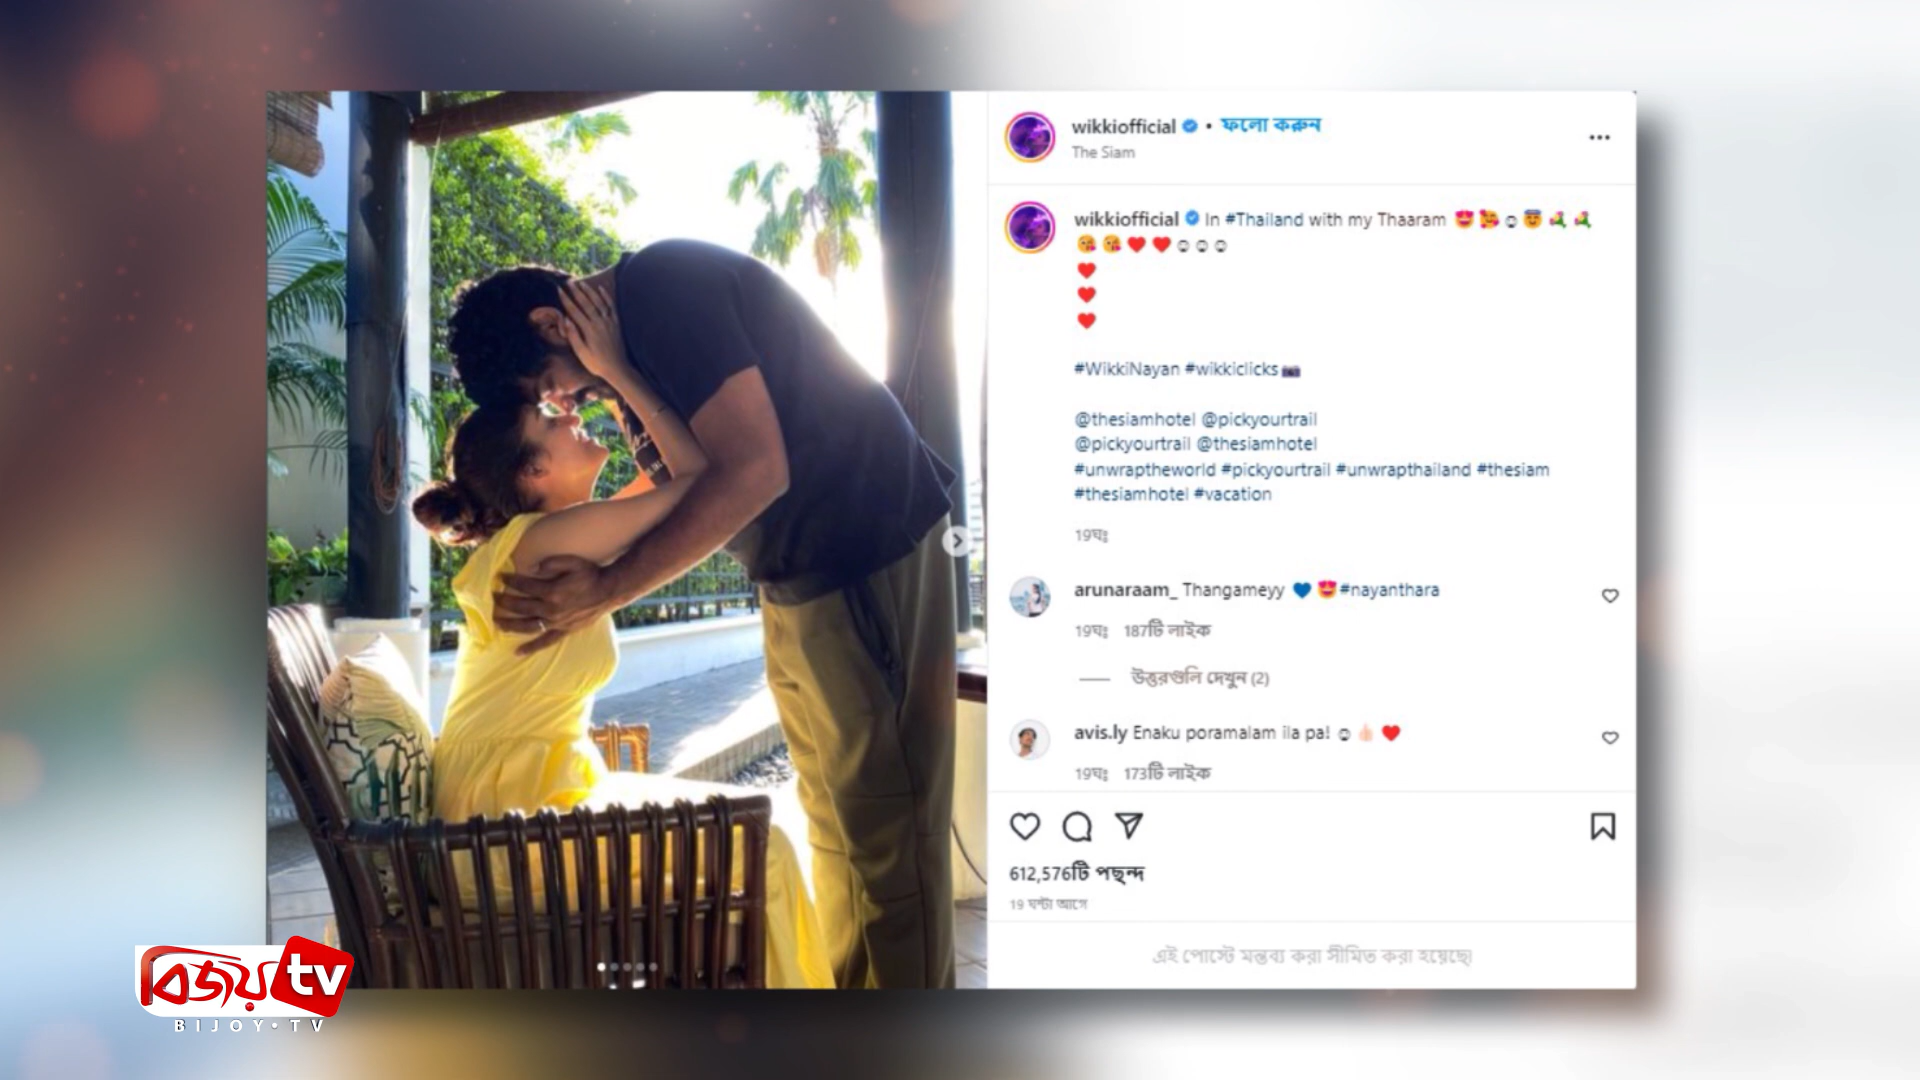 wikkiofficial • ফলো করুন
The Siam
wikkiofficial In #Thailand with my Thaaram 😍🥰☺😇💐💐
😘😘❤️❤️☺☺☺
❤️
❤️
❤️
#WikkiNayan #wikkiclicks📷
@thesiamhotel @pickyourtrail
@pickyourtrail @thesiamhotel
#unwraptheworld #pickyourtrail #unwrapthailand #thesiam
#thesiamhotel #vacation
19ঘঃ
arunaraam_ Thangameyy 💙😍#nayanthara
19ঘঃ 187টি লাইক
উত্তরগুলি দেখুন (2)
avis.ly Enaku poramalam ila pa! ☺👍🏻❤️
19ঘঃ 173টি লাইক
612,576টি পছন্দ
19 ঘন্টা আগে
এই পোস্টে মন্তব্য করা সীমিত করা হয়েছে৷
বিজয় tv
BIJOY•TV